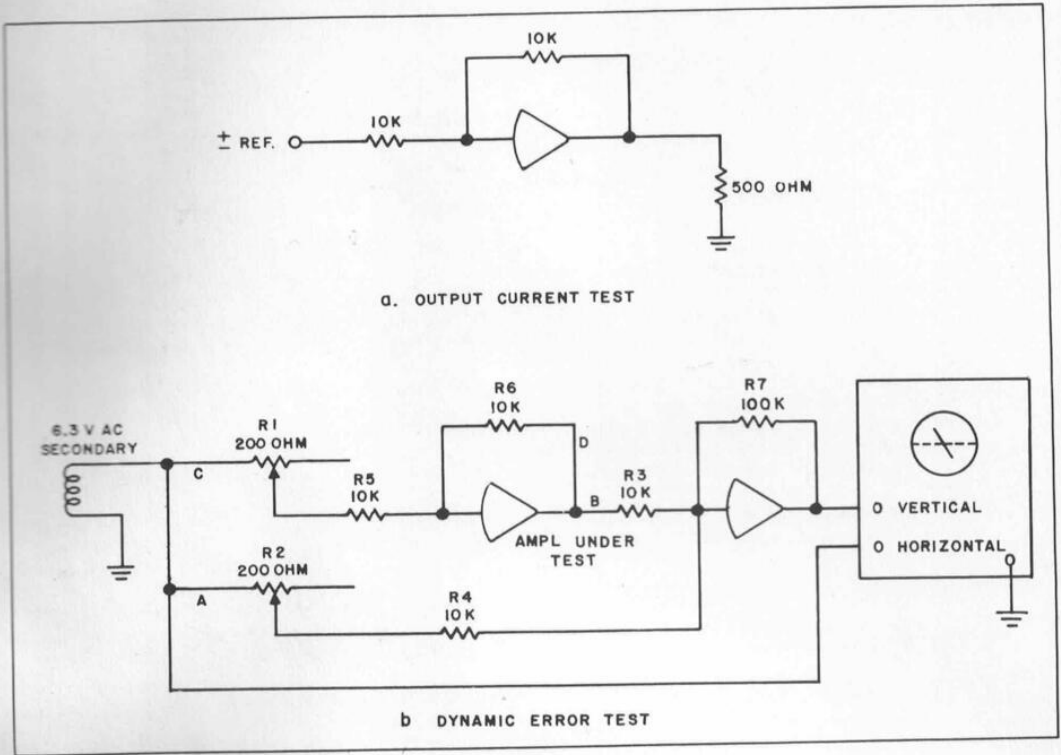 10K
10K
± REF.
500 OHM
a. OUTPUT CURRENT TEST
R6
10K
R7
100K
6.3 V AC
SECONDARY
R1
200 OHM
C
D
R5
10K
R3
10K
B
AMPL UNDER
TEST
O VERTICAL
O HORIZONTAL
R2
200 OHM
A
R4
10K
b DYNAMIC ERROR TEST